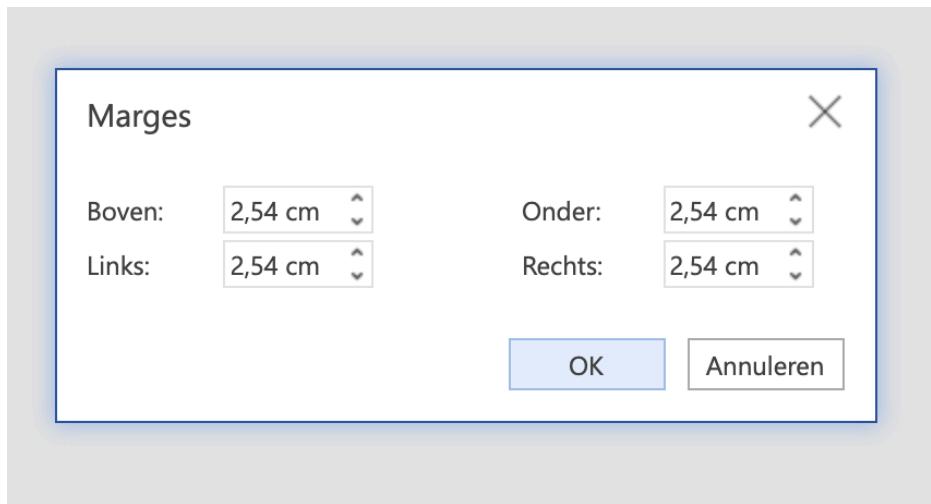 Marges
Boven: 2,54 cm Onder: 2,54 cm
Links: 2,54 cm Rechts: 2,54 cm
OK Annuleren